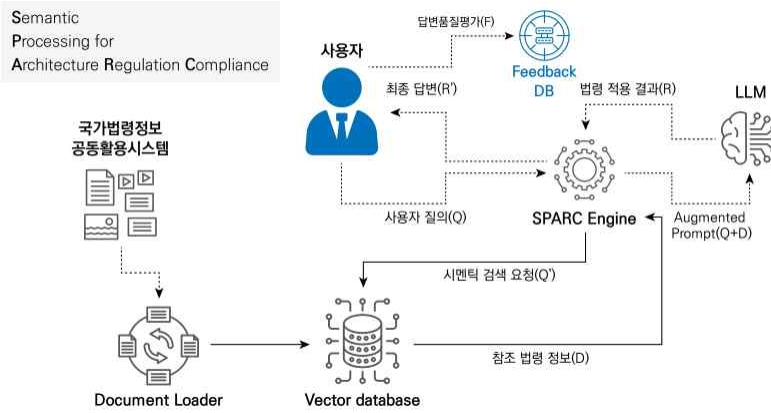 Semantic
Processing for
Architecture Regulation Compliance
사용자
답변품질평가(F)
Feedback
DB
최종 답변(R')
법령 적용 결과(R)
LLM
국가법령정보
공동활용시스템
사용자 질의(Q)
SPARC Engine
Augmented
Prompt(Q+D)
시멘틱 검색 요청(Q')
참조 법령 정보(D)
Document Loader
Vector database